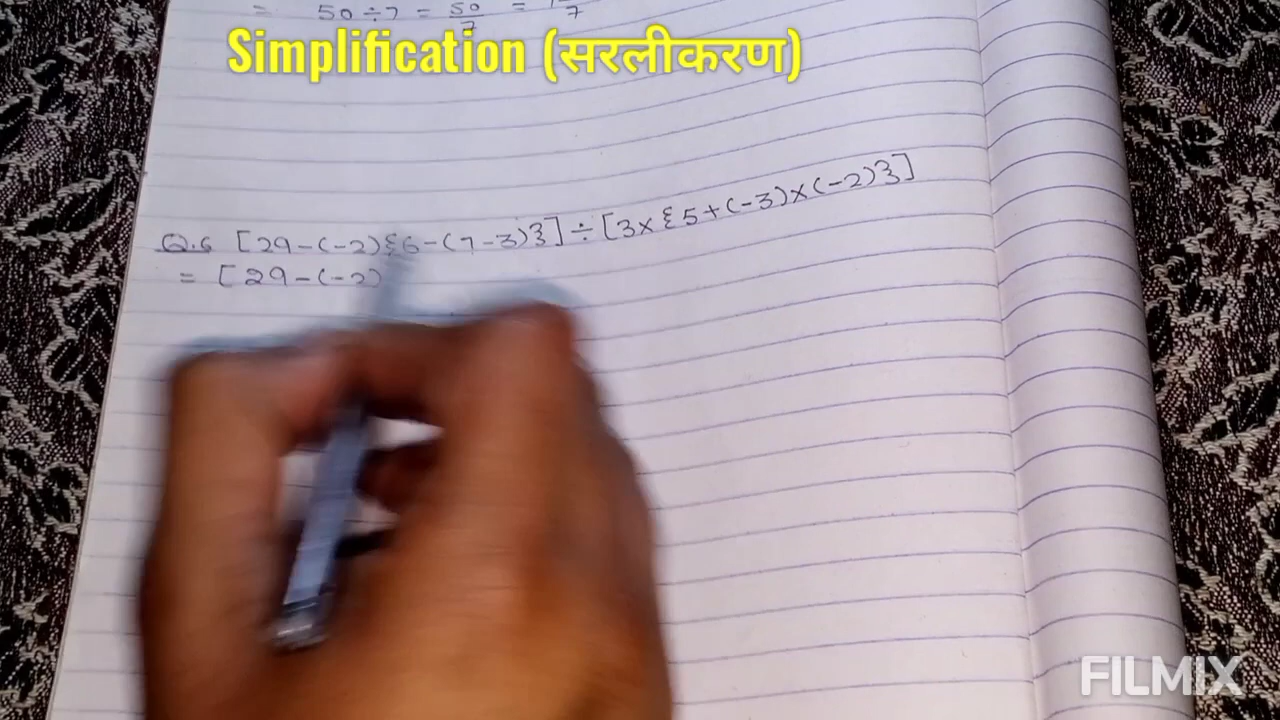 = 50÷7 = 50/7 =
Simplification (सरलीकरण)
Q.6 [29-(-2){6-(7-3)}]÷[3×{5+(-3)×(-2)}]
= [29-(-2)
FILMIX